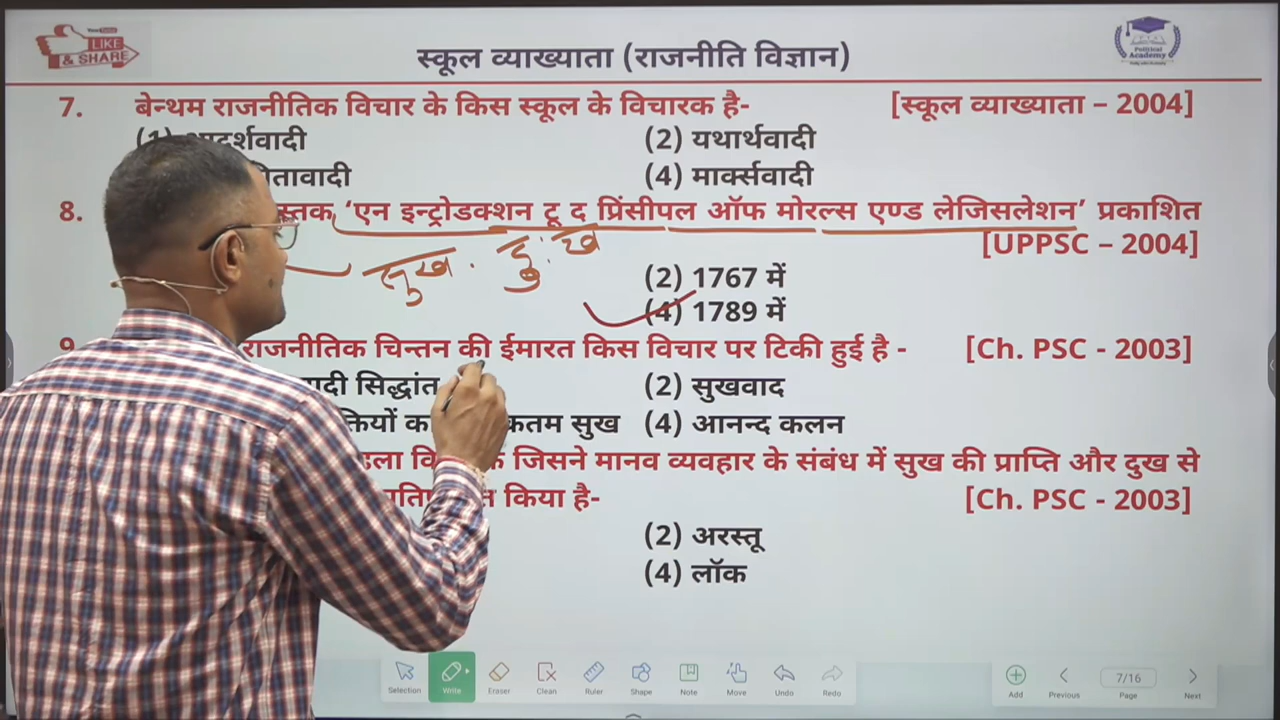 LIKE
& SHARE
स्कूल व्याख्याता (राजनीति विज्ञान)
Political
Academy
7. बेन्थम राजनीतिक विचार के किस स्कूल के विचारक है- [स्कूल व्याख्याता – 2004]
(2) यथार्थवादी
(4) मार्क्सवादी
8. 'एन इन्ट्रोडक्शन टू द प्रिंसीपल ऑफ मोरल्स एण्ड लेजिसलेशन' प्रकाशित
[UPPSC – 2004]
सुख . दुःख
(2) 1767 में
(4) 1789 में
9. राजनीतिक चिन्तन की ईमारत किस विचार पर टिकी हुई है - [Ch. PSC - 2003]
सिद्धांत (2) सुखवाद
सुख (4) आनन्द कलन
जिसने मानव व्यवहार के संबंध में सुख की प्राप्ति और दुख से
किया है- [Ch. PSC - 2003]
(2) अरस्तू
(4) लॉक
Selection Write Eraser Clean Ruler Shape Note Move Undo Redo
Add Previous 7/16 Page Next